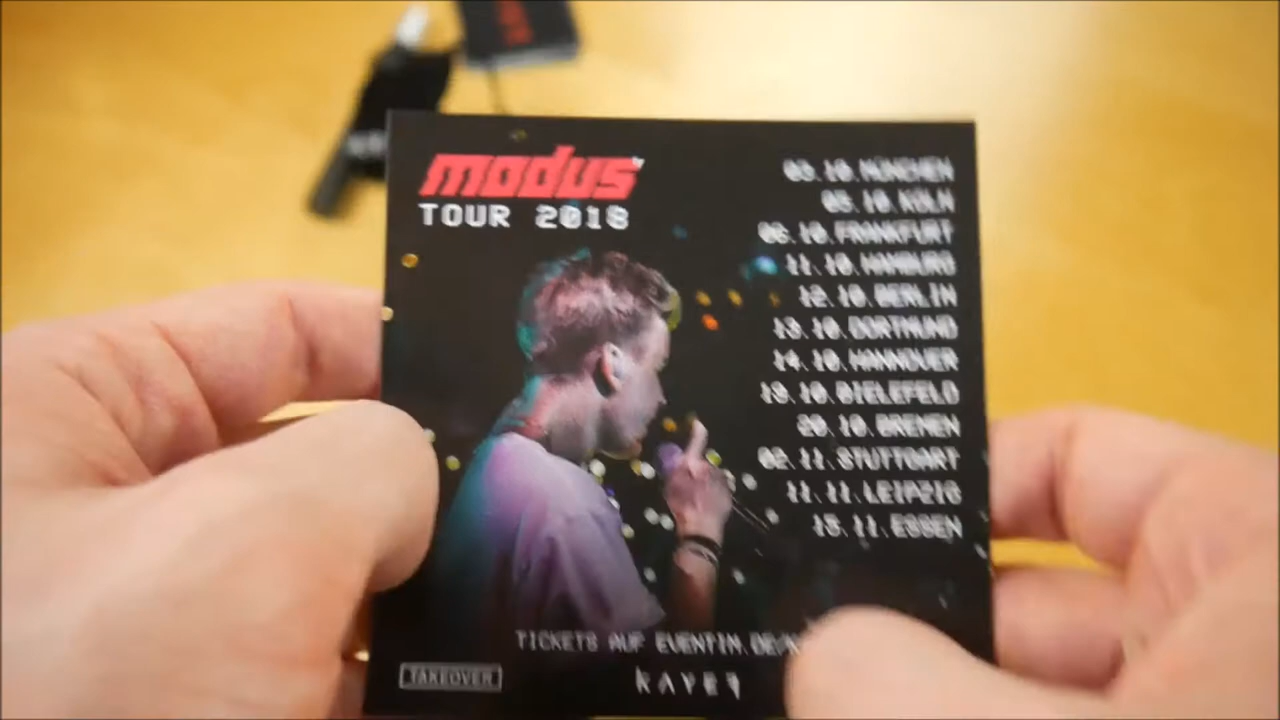 modus
TOUR 2018
03.10.MÜNCHEN
05.10.KÖLN
06.10.FRANKFURT
11.10.HAMBURG
12.10.BERLIN
13.10.DORTMUND
14.10.HANNOVER
19.10.BIELEFELD
20.10.BREMEN
02.11.STUTTGART
11.11.LEIPZIG
15.11.ESSEN
TICKETS AUF EVENTIM.DE/
TAKEOVER
KAYEF